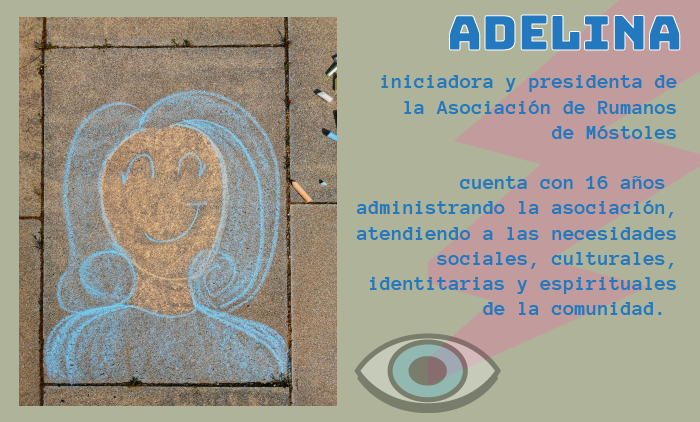 ADELINA
iniciadora y presidenta de
la Asociación de Rumanos
de Móstoles
cuenta con 16 años
administrando la asociación,
atendiendo a las necesidades
sociales, culturales,
identitarias y espirituales
de la comunidad.